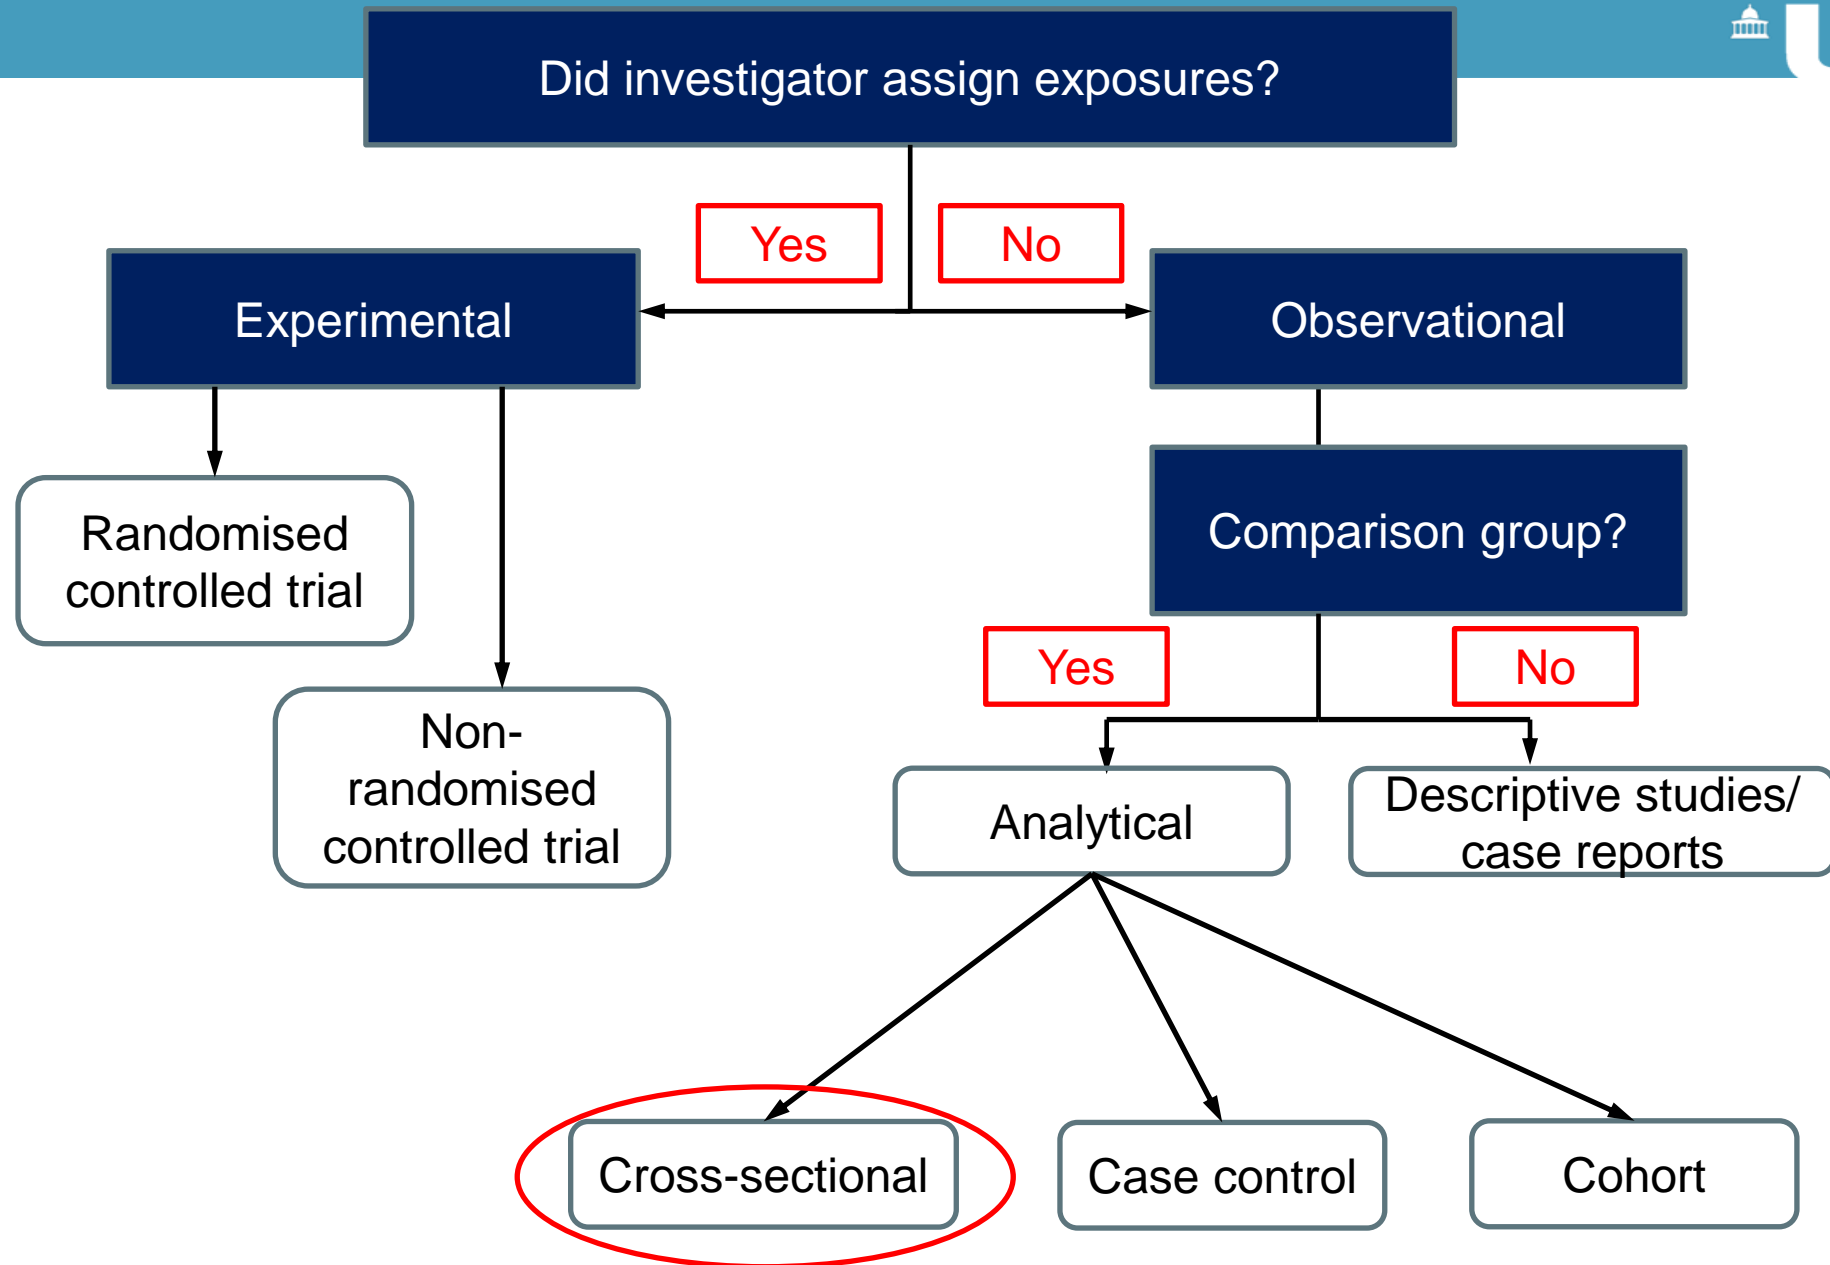 Did investigator assign exposures?
Yes
No
Experimental
Observational
Randomised
controlled trial
Comparison group?
Non-
randomised
controlled trial
Yes
No
Analytical
Descriptive studies/
case reports
Cross-sectional
Case control
Cohort